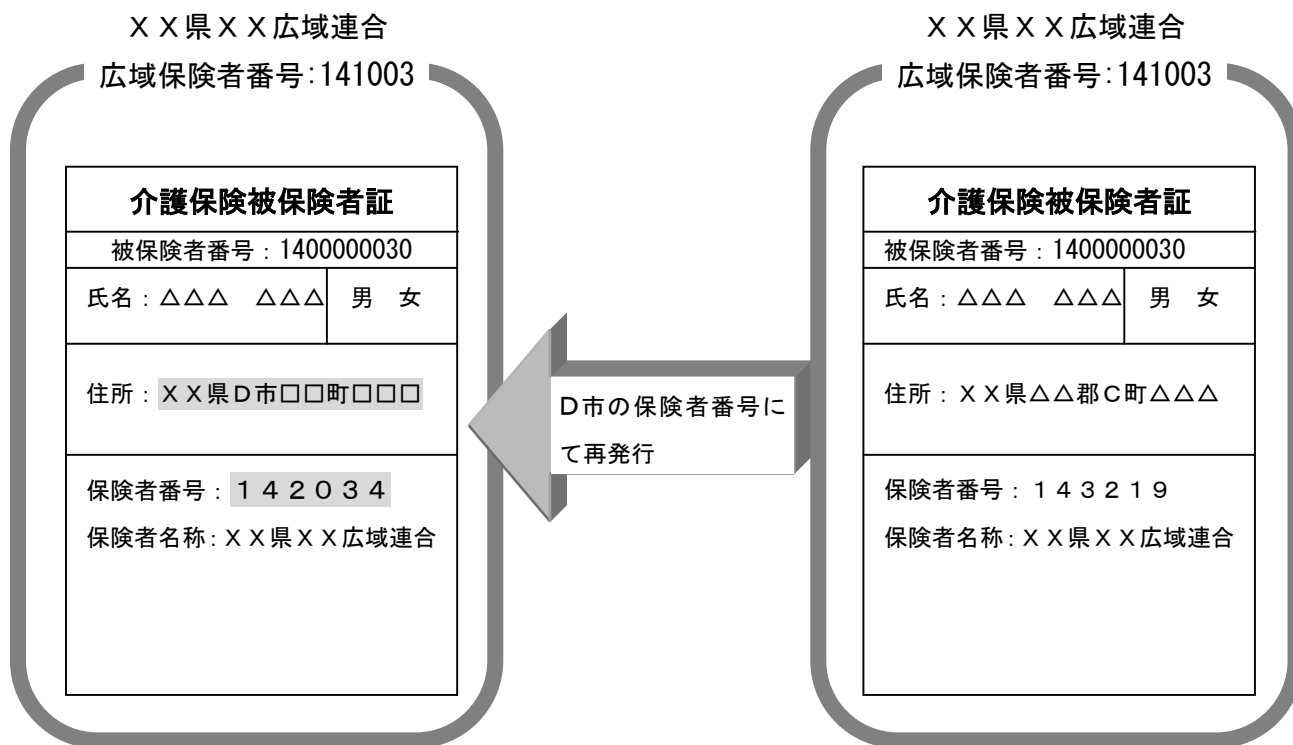 ＸＸ県ＸＸ広域連合
広域保険者番号：141003
介護保険被保険者証
被保険者番号：1400000030
氏名：△△△　△△△　男　女
住所：ＸＸ県Ｄ市□□町□□□
保険者番号：１４２０３４
保険者名称：ＸＸ県ＸＸ広域連合
Ｄ市の保険者番号に
て再発行
ＸＸ県ＸＸ広域連合
広域保険者番号：141003
介護保険被保険者証
被保険者番号：1400000030
氏名：△△△　△△△　男　女
住所：ＸＸ県△△郡Ｃ町△△△
保険者番号：１４３２１９
保険者名称：ＸＸ県ＸＸ広域連合